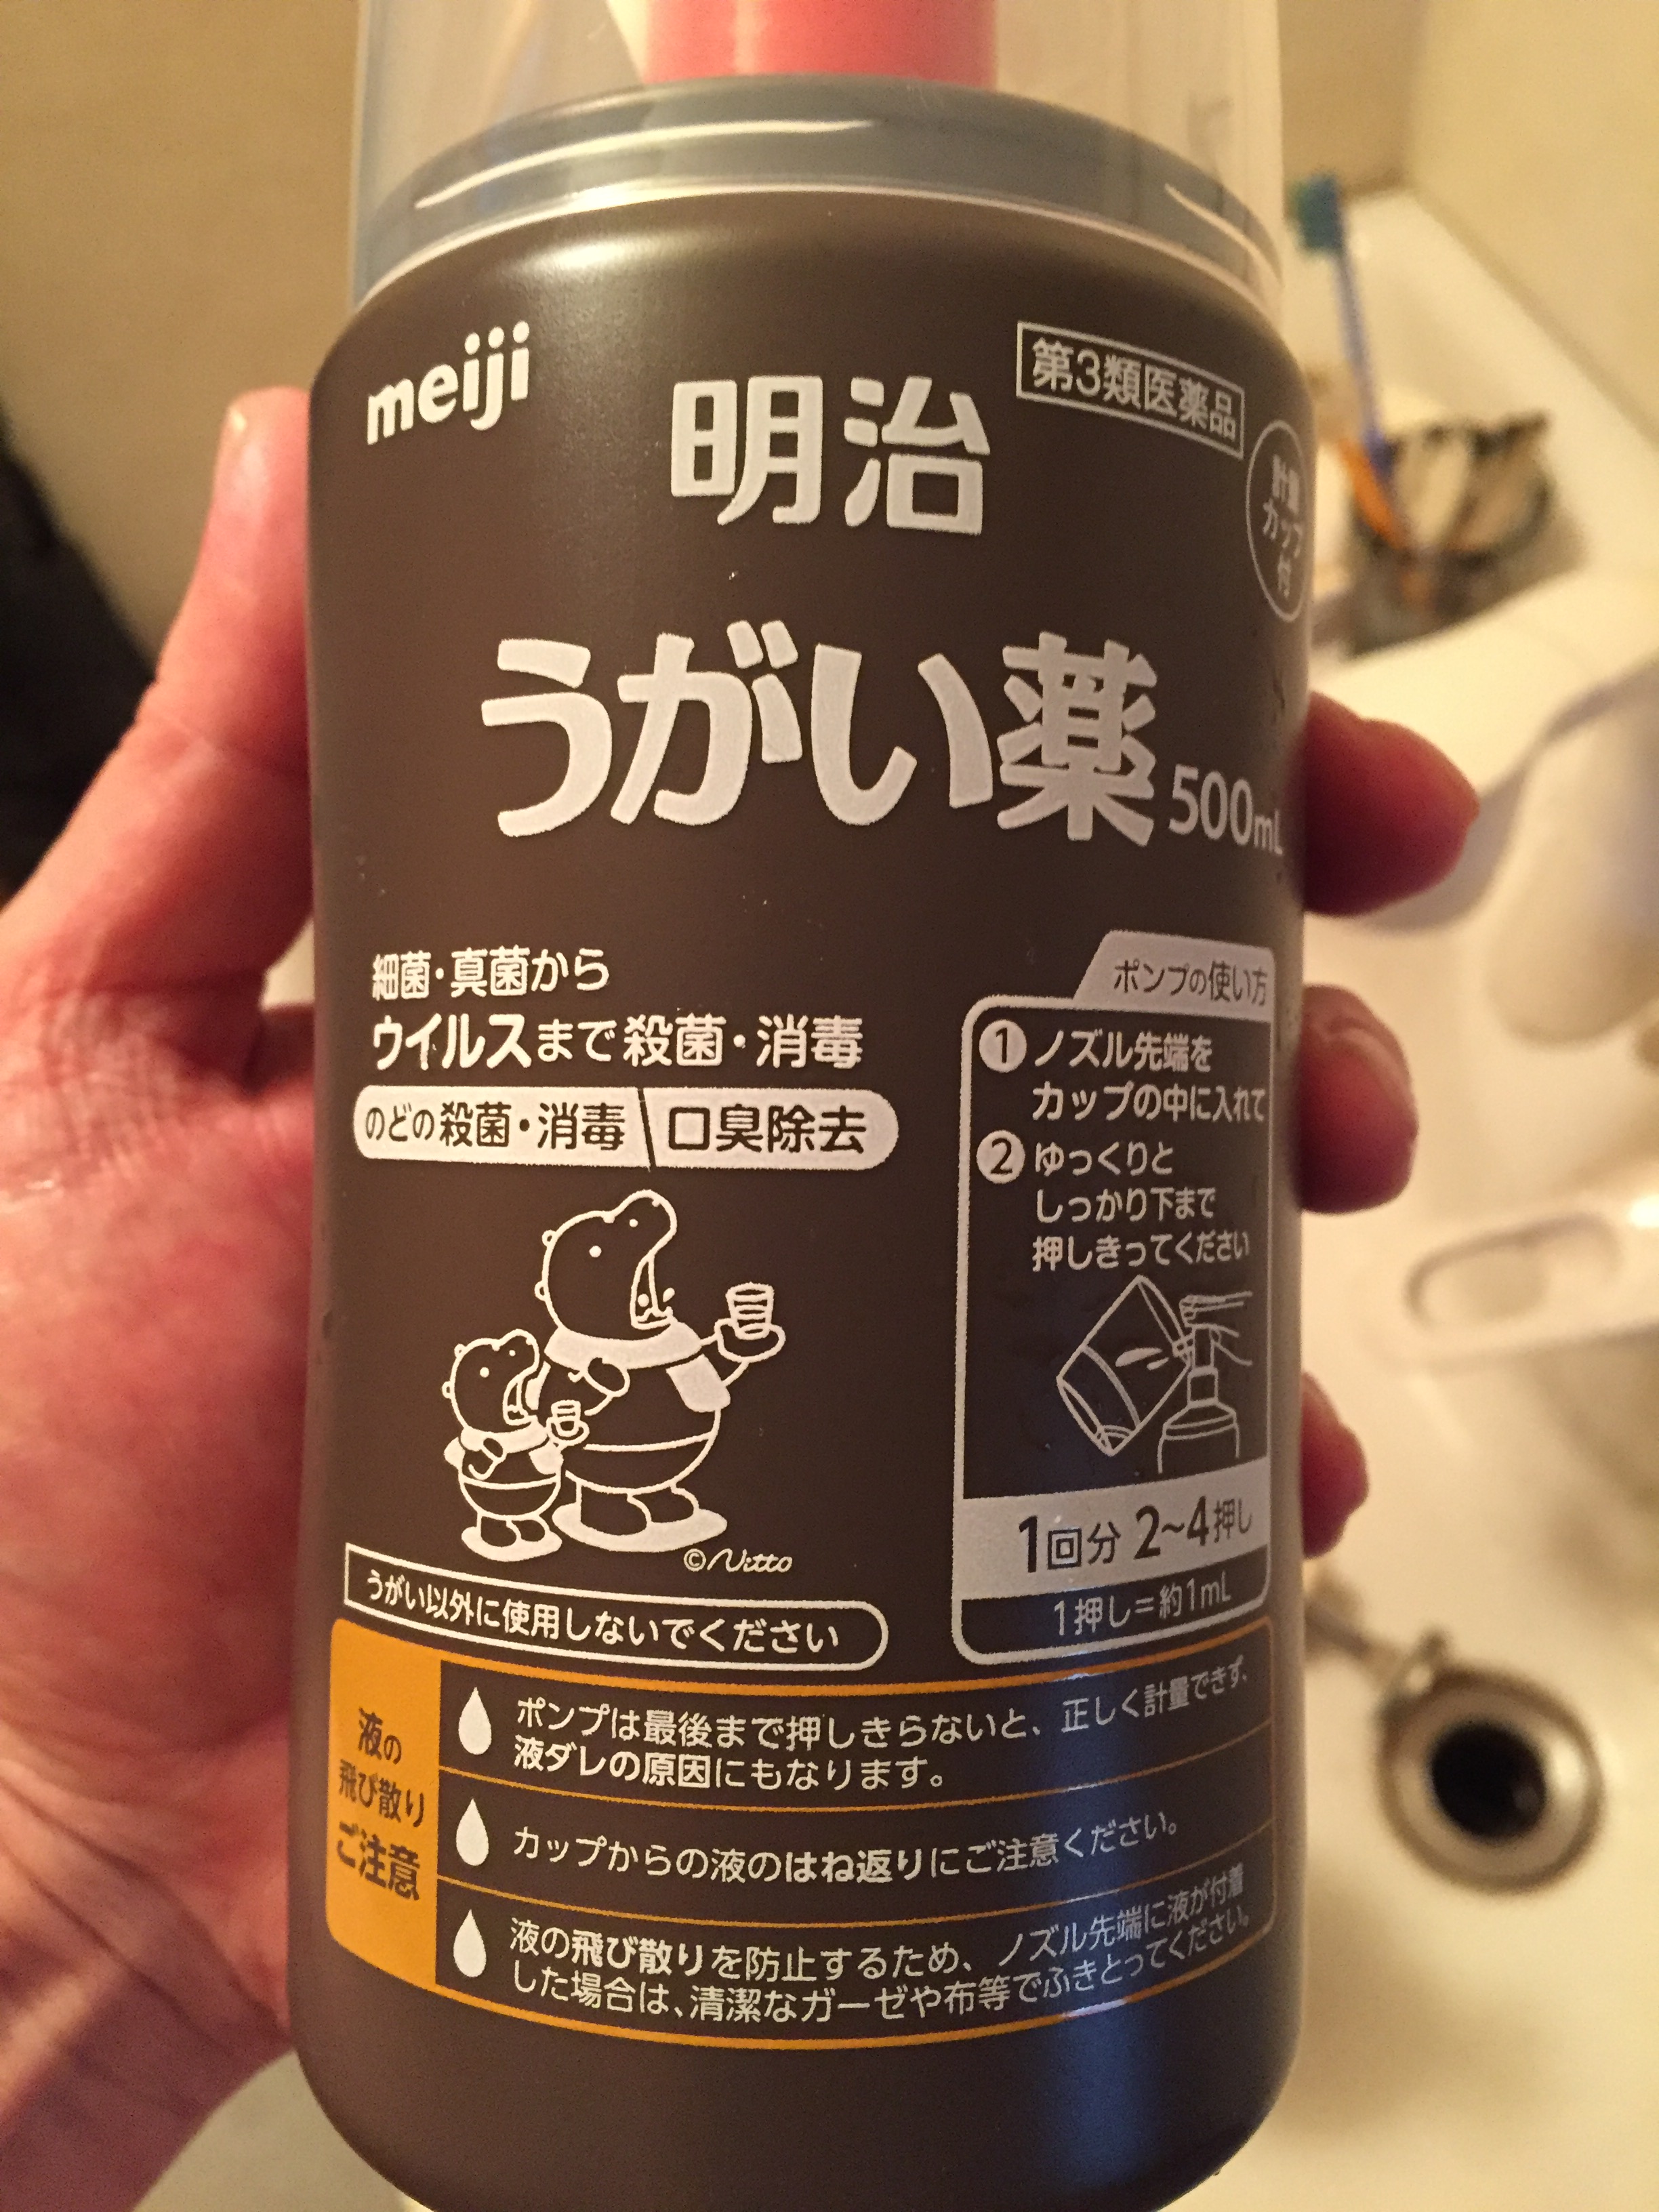 meiji
明治
第3類医薬品
計量
カップ
付
うがい薬 500mL
細菌・真菌から
ウイルスまで殺菌・消毒
のどの殺菌・消毒 口臭除去
©Nitto
うがい以外に使用しないでください
ポンプの使い方
1 ノズル先端を
カップの中に入れて
2 ゆっくりと
しっかり下まで
押しきってください
1回分 2~4押し
1押し=約1mL
液の
飛び散り
ご注意
ポンプは最後まで押しきらないと、正しく計量できず、
液ダレの原因にもなります。
カップからの液のはね返りにご注意ください。
液の飛び散りを防止するため、ノズル先端に液が付着
した場合は、清潔なガーゼや布等でふきとってください。